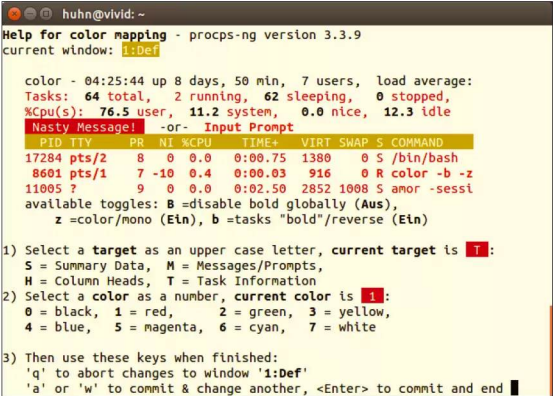 huhn@vivid: ~
Help for color mapping - procps-ng version 3.3.9
current window: 1:Def
color - 04:25:44 up 8 days, 50 min, 7 users, load average:
Tasks: 64 total, 2 running, 62 sleeping, 0 stopped,
%Cpu(s): 76.5 user, 11.2 system, 0.0 nice, 12.3 idle
Nasty Message! -or- Input Prompt
PID TTY PR NI %CPU TIME+ VIRT SWAP S COMMAND
17284 pts/2 8 0 0.0 0:00.75 1380 0 S /bin/bash
8601 pts/1 7 -10 0.4 0:00.03 916 0 R color -b -z
11005 ? 9 0 0.0 0:02.50 2852 1008 S amor -sessi
available toggles: B =disable bold globally (Aus),
z =color/mono (Ein), b =tasks "bold"/reverse (Ein)
1) Select a target as an upper case letter, current target is T :
S = Summary Data, M = Messages/Prompts,
H = Column Heads, T = Task Information
2) Select a color as a number, current color is 1 :
0 = black, 1 = red, 2 = green, 3 = yellow,
4 = blue, 5 = magenta, 6 = cyan, 7 = white
3) Then use these keys when finished:
'q' to abort changes to window '1:Def'
'a' or 'w' to commit & change another, <Enter> to commit and end